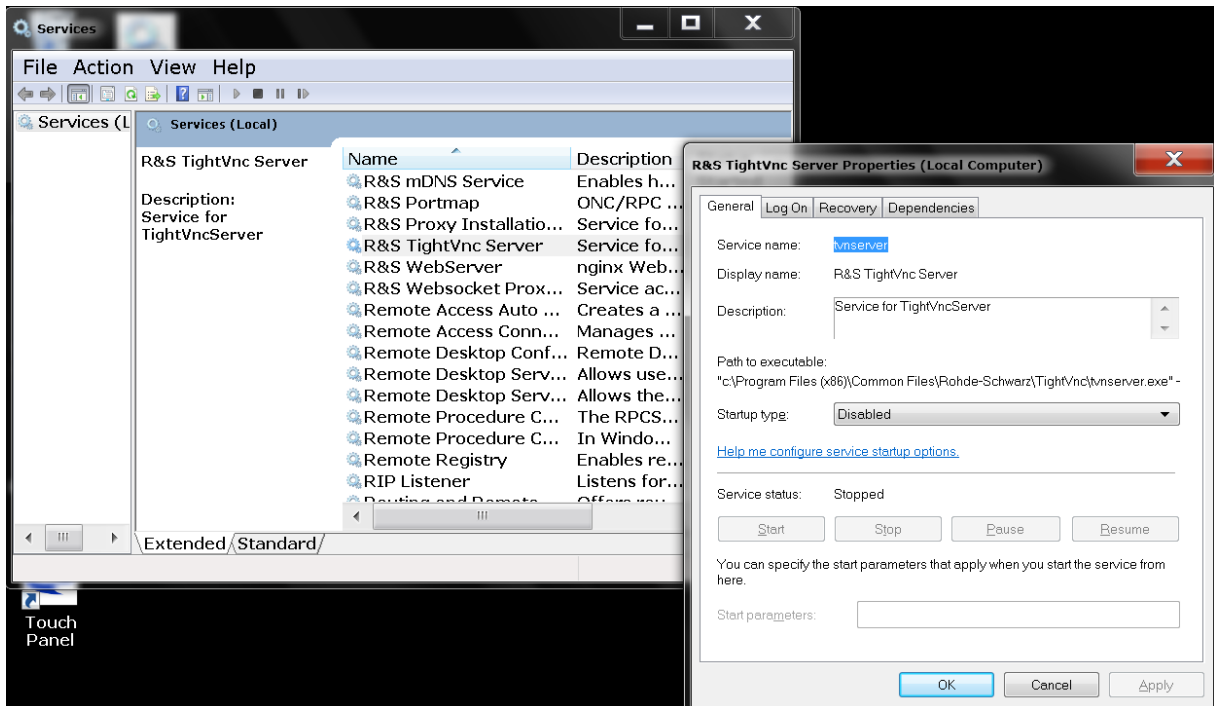 Services
File Action View Help
Services (L
Services (Local)
R&S TightVnc Server
Description:
Service for
TightVncServer
Name Description
R&S mDNS Service Enables h...
R&S Portmap ONC/RPC ...
R&S Proxy Installatio... Service fo...
R&S TightVnc Server Service fo...
R&S WebServer nginx Web...
R&S Websocket Prox... Service ac...
Remote Access Auto ... Creates a ...
Remote Access Conn... Manages ...
Remote Desktop Conf... Remote D...
Remote Desktop Serv... Allows use...
Remote Desktop Serv... Allows the...
Remote Procedure C... The RPCS...
Remote Procedure C... In Windo...
Remote Registry Enables re...
RIP Listener Listens for...
Routing and Remote
Extended Standard
Touch
Panel
R&S TightVnc Server Properties (Local Computer)
General Log On Recovery Dependencies
Service name: tvnserver
Display name: R&S TightVnc Server
Description: Service for TightVncServer
Path to executable:
"c:\Program Files (x86)\Common Files\Rohde-Schwarz\TightVnc\tvnserver.exe" -
Startup type: Disabled
Help me configure service startup options.
Service status: Stopped
Start Stop Pause Resume
You can specify the start parameters that apply when you start the service from
here.
Start parameters:
OK Cancel Apply